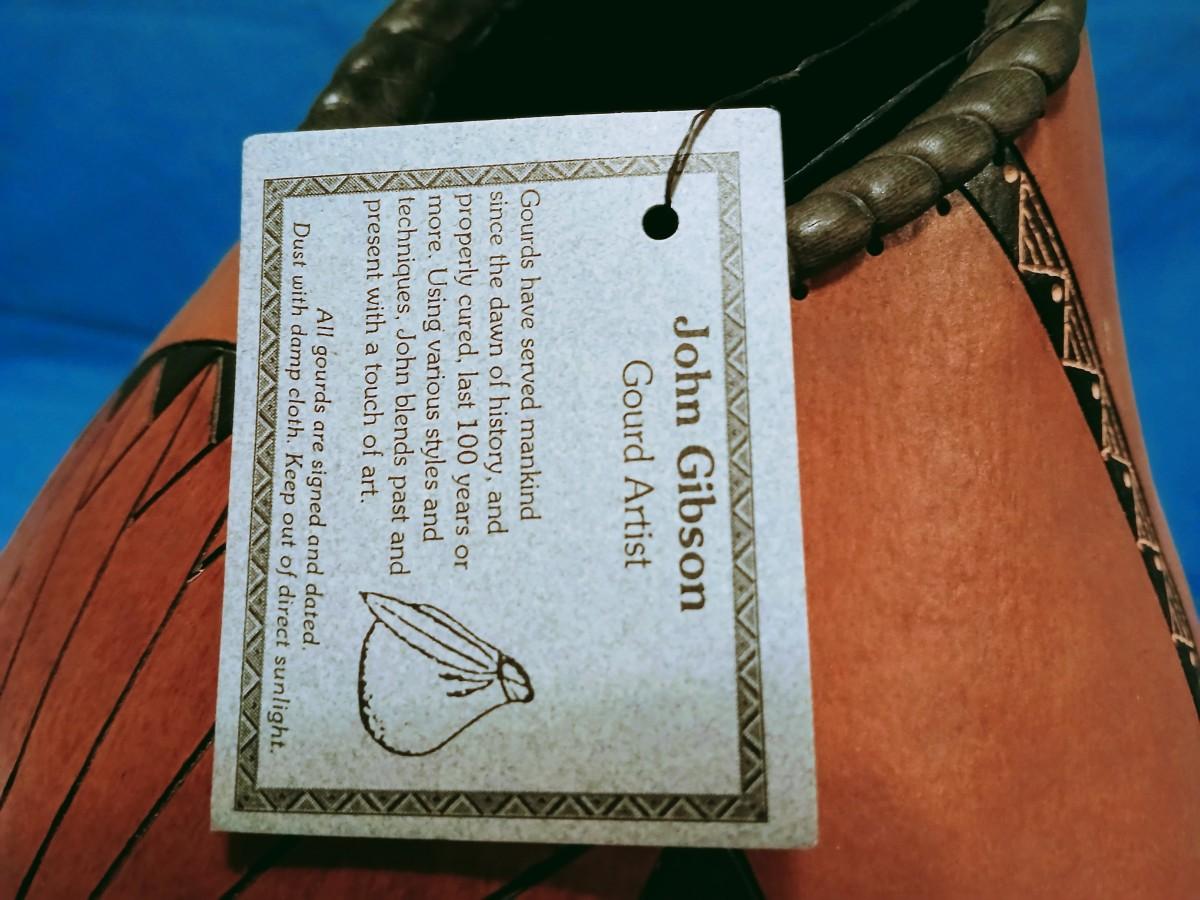 John Gibson
Gourd Artist
Gourds have served mankind
since the dawn of history, and
properly cured, last 100 years or
more. Using various styles and
techniques, John blends past and
present with a touch of art.
All gourds are signed and dated.
Dust with damp cloth. Keep out of direct sunlight.